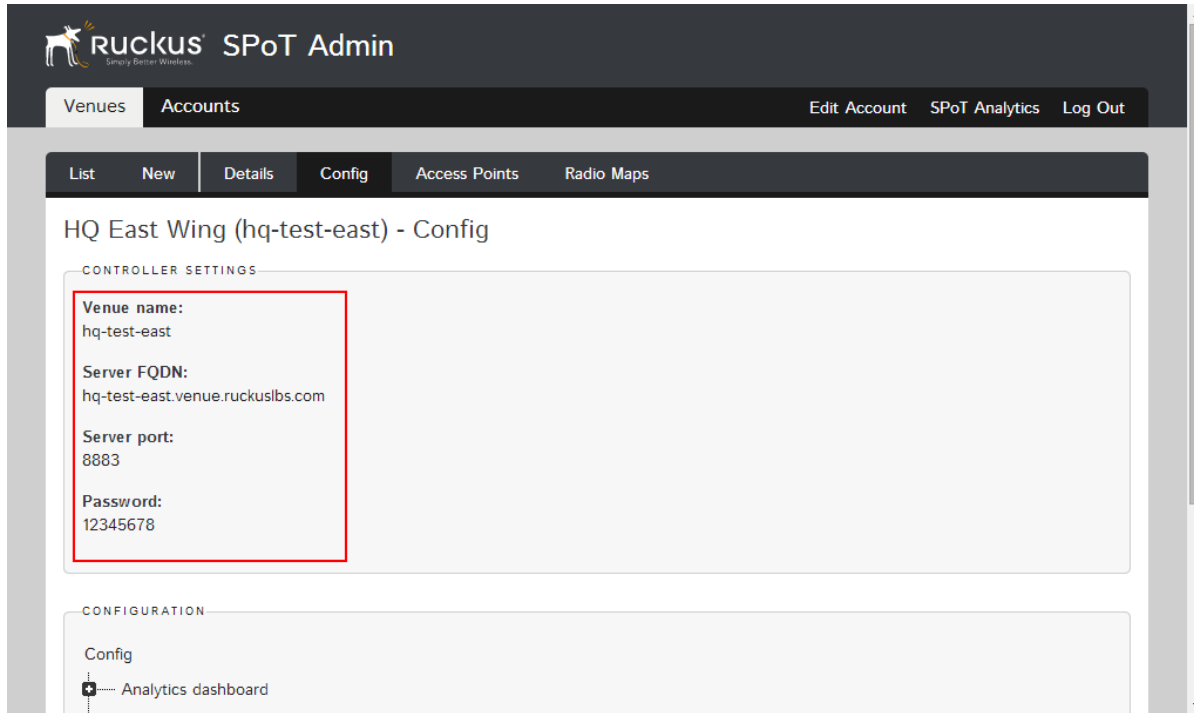 Ruckus SPoT Admin
Simply Better Wireless.
Venues Accounts Edit Account SPoT Analytics Log Out
List New Details Config Access Points Radio Maps
HQ East Wing (hq-test-east) - Config
CONTROLLER SETTINGS
Venue name:
hq-test-east
Server FQDN:
hq-test-east.venue.ruckuslbs.com
Server port:
8883
Password:
12345678
CONFIGURATION
Config
Analytics dashboard